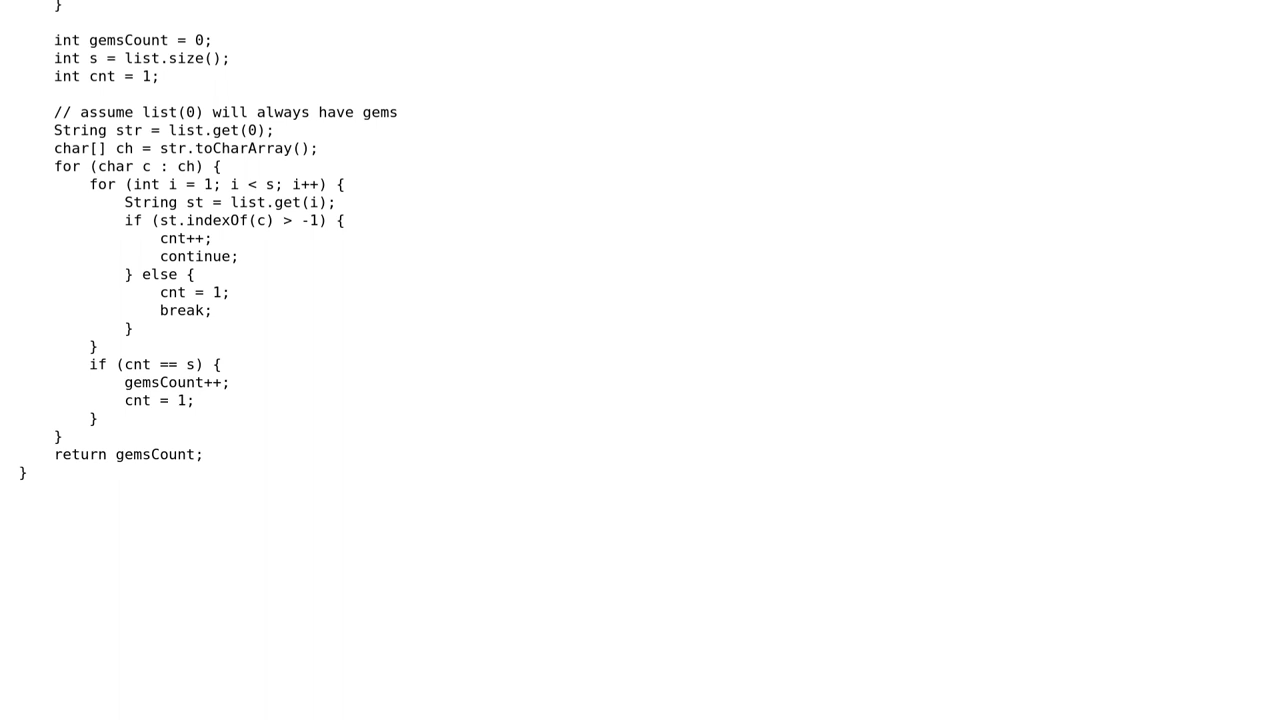 }

    int gemsCount = 0;
    int s = list.size();
    int cnt = 1;

    // assume list(0) will always have gems
    String str = list.get(0);
    char[] ch = str.toCharArray();
    for (char c : ch) {
        for (int i = 1; i < s; i++) {
            String st = list.get(i);
            if (st.indexOf(c) > -1) {
                cnt++;
                continue;
            } else {
                cnt = 1;
                break;
            }
        }
        if (cnt == s) {
            gemsCount++;
            cnt = 1;
        }
    }
    return gemsCount;
}